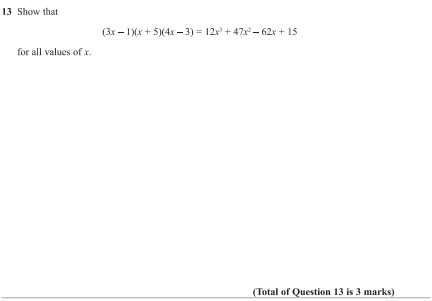 13 Show that
(3x – 1)(x + 5)(4x – 3) = 12x³ + 47x² – 62x + 15
for all values of x.
(Total of Question 13 is 3 marks)